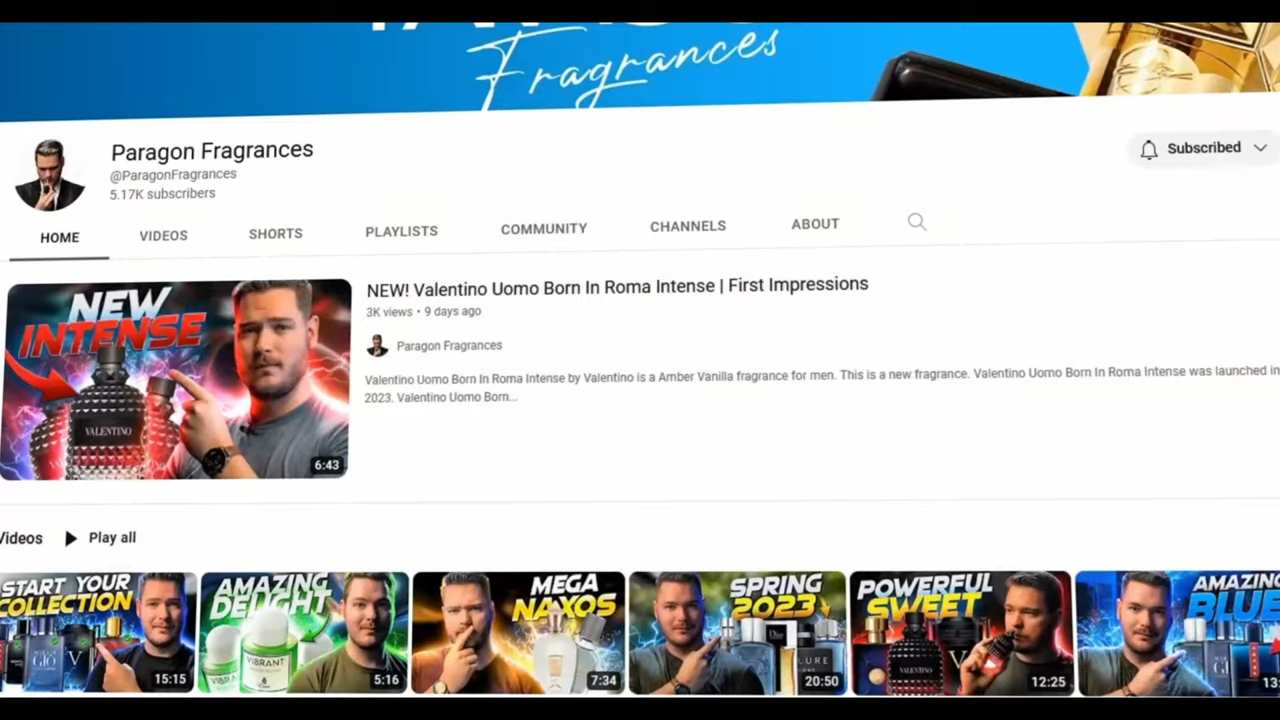 Fragrances
Paragon Fragrances
@ParagonFragrances
5.17K subscribers
Subscribed
HOME VIDEOS SHORTS PLAYLISTS COMMUNITY CHANNELS ABOUT
NEW! Valentino Uomo Born In Roma Intense | First Impressions
3K views • 9 days ago
Paragon Fragrances
Valentino Uomo Born In Roma Intense by Valentino is a Amber Vanilla fragrance for men. This is a new fragrance. Valentino Uomo Born In Roma Intense was launched in
2023. Valentino Uomo Born...
NEW
INTENSE
VALENTINO
6:43
Videos
Play all
START YOUR
COLLECTION
GIÒ
V
15:15
AMAZING
DELIGHT
VIBRANT
5:16
MEGA
NAXOS
7:34
SPRING
2023
Dior
20:50
POWERFUL
SWEET
VALENTINO
12:25
AMAZING
BLUE
13: